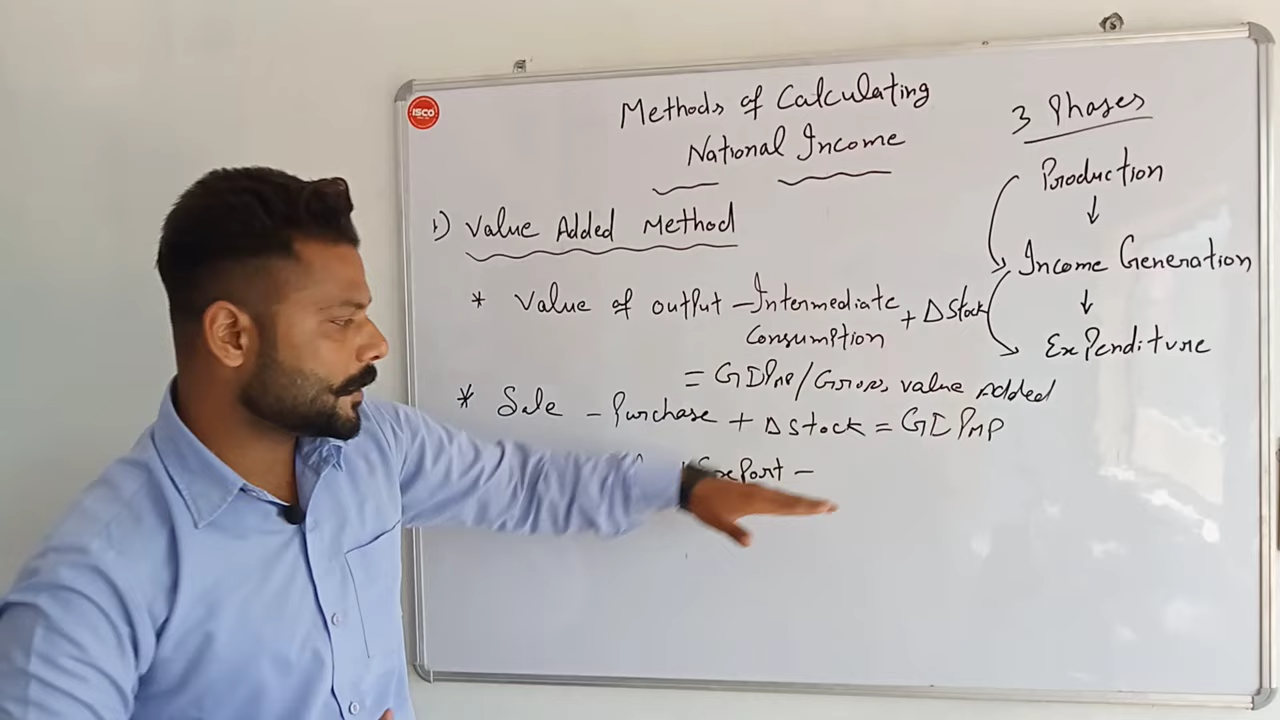 ISCO
Methods of Calculating
National Income
3 Phases
Production
↓
Income Generation
↓
Expenditure
1) Value Added Method
* Value of output - Intermediate Consumption + Δ Stock
= GDPMP / Gross value Added
* Sale - Purchase + Δ Stock = GDPMP
Export -